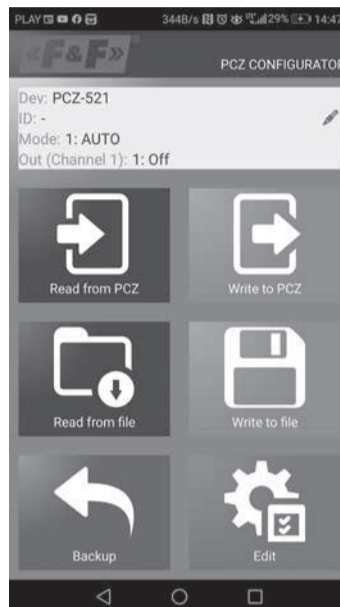 PLAY 344B/s 29% 14:47
«F&F»®
PCZ CONFIGURATOR
Dev: PCZ-521
ID: -
Mode: 1: AUTO
Out (Channel 1): 1: Off
Read from PCZ
Write to PCZ
Read from file
Write to file
Backup
Edit